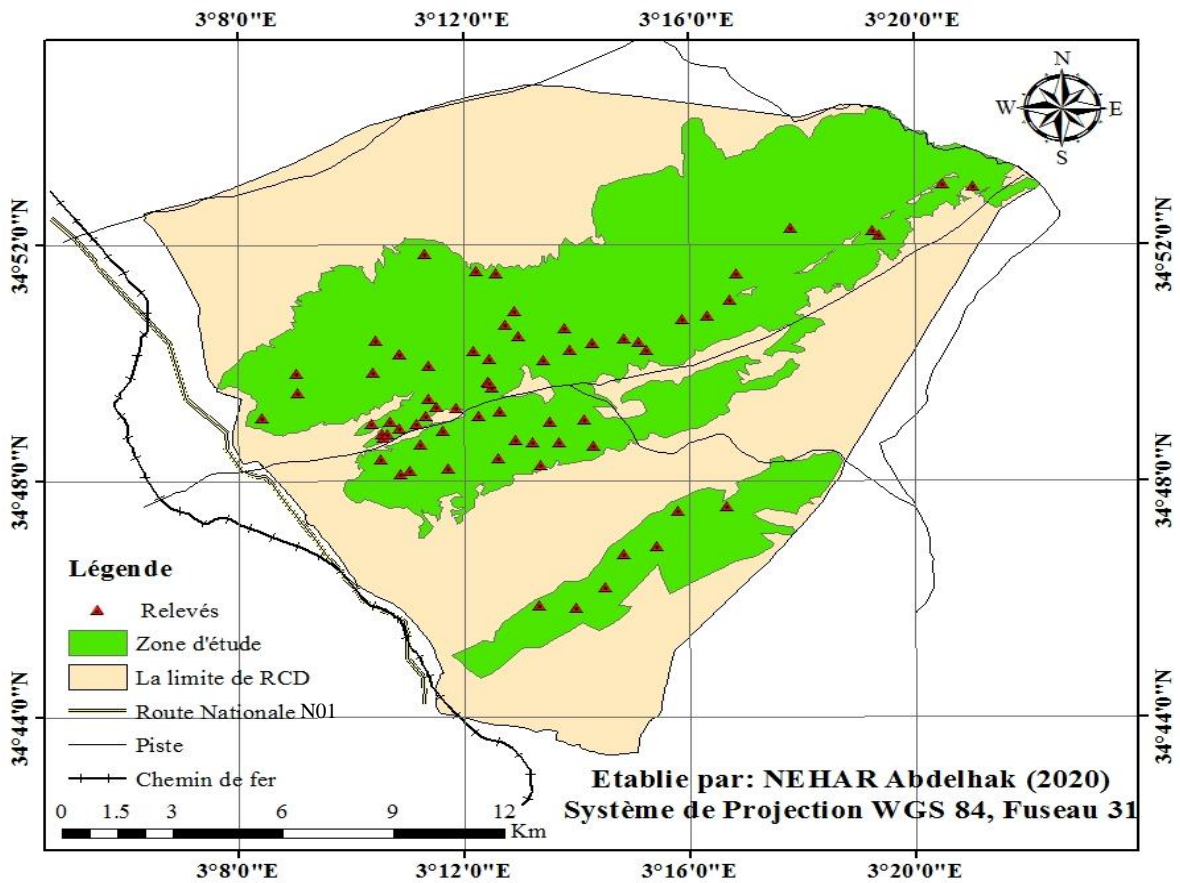 3°8'0"E 3°12'0"E 3°16'0"E 3°20'0"E
N
W E
S
34°52'0"N 34°52'0"N
34°48'0"N 34°48'0"N
34°44'0"N 34°44'0"N
Légende
Relevés
Zone d'étude
La limite de RCD
Route Nationale N01
Piste
Chemin de fer
0 1.5 3 6 9 12
Km
Etablie par: NEHAR Abdelhak (2020)
Système de Projection WGS 84, Fuseau 31
3°8'0"E 3°12'0"E 3°16'0"E 3°20'0"E